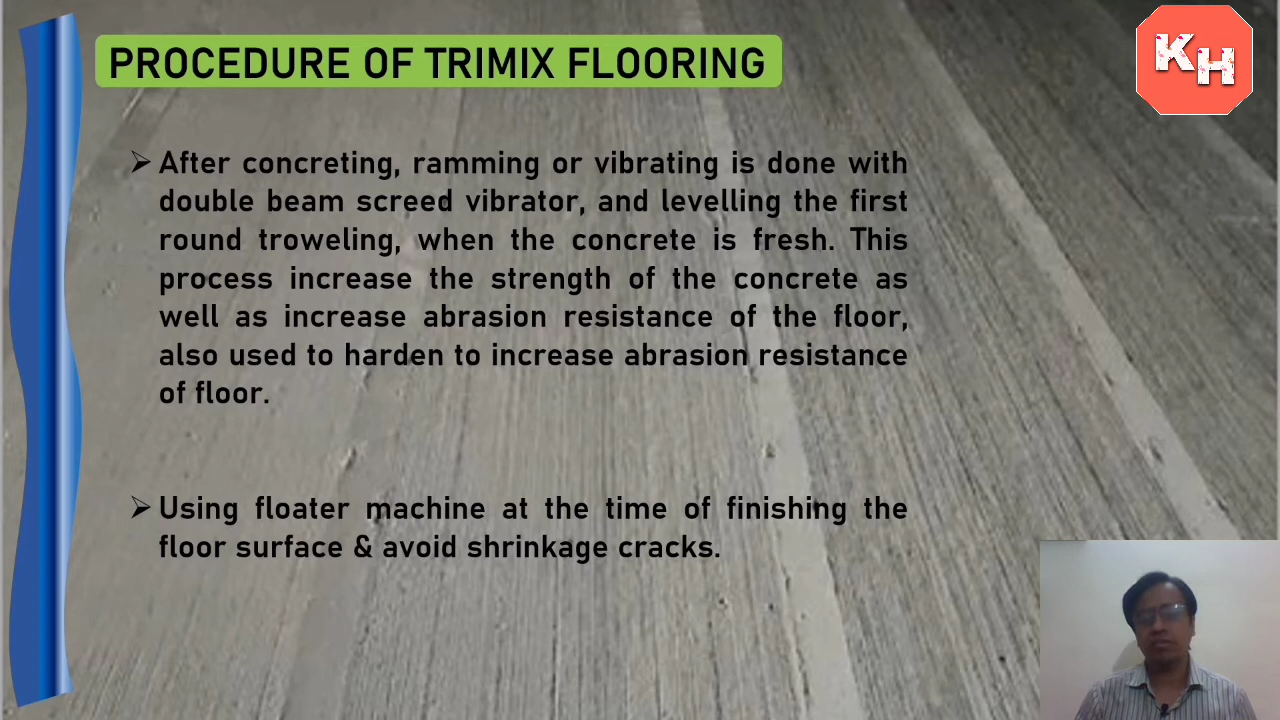 PROCEDURE OF TRIMIX FLOORING
KH
After concreting, ramming or vibrating is done with
double beam screed vibrator, and levelling the first
round troweling, when the concrete is fresh. This
process increase the strength of the concrete as
well as increase abrasion resistance of the floor,
also used to harden to increase abrasion resistance
of floor.
Using floater machine at the time of finishing the
floor surface & avoid shrinkage cracks.